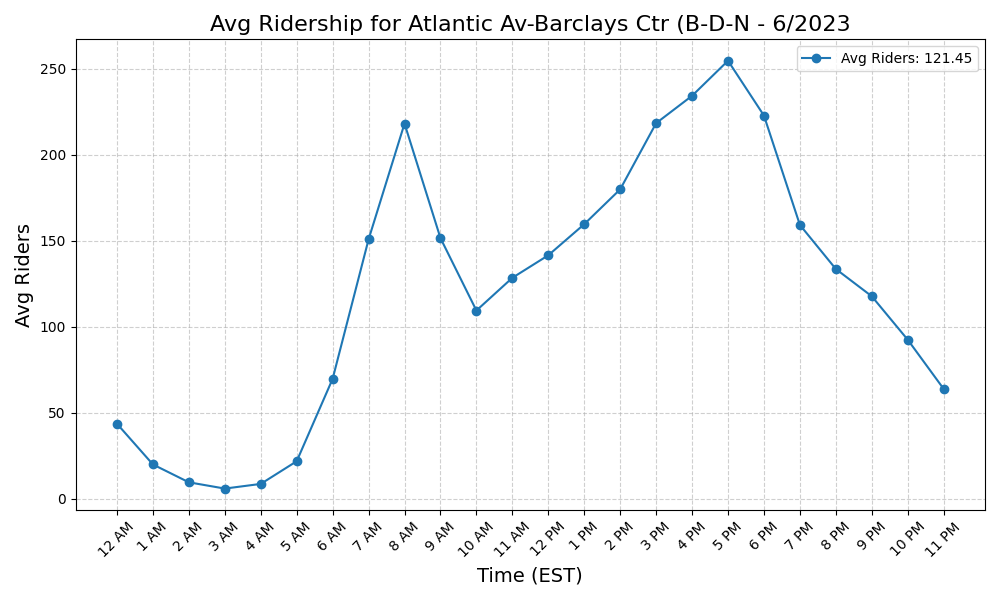 Avg Ridership for Atlantic Av-Barclays Ctr (B-D-N - 6/2023
Avg Riders: 121.45
Avg Riders
250
200
150
100
50
0
12 AM 1 AM 2 AM 3 AM 4 AM 5 AM 6 AM 7 AM 8 AM 9 AM 10 AM 11 AM 12 PM 1 PM 2 PM 3 PM 4 PM 5 PM 6 PM 7 PM 8 PM 9 PM 10 PM 11 PM
Time (EST)